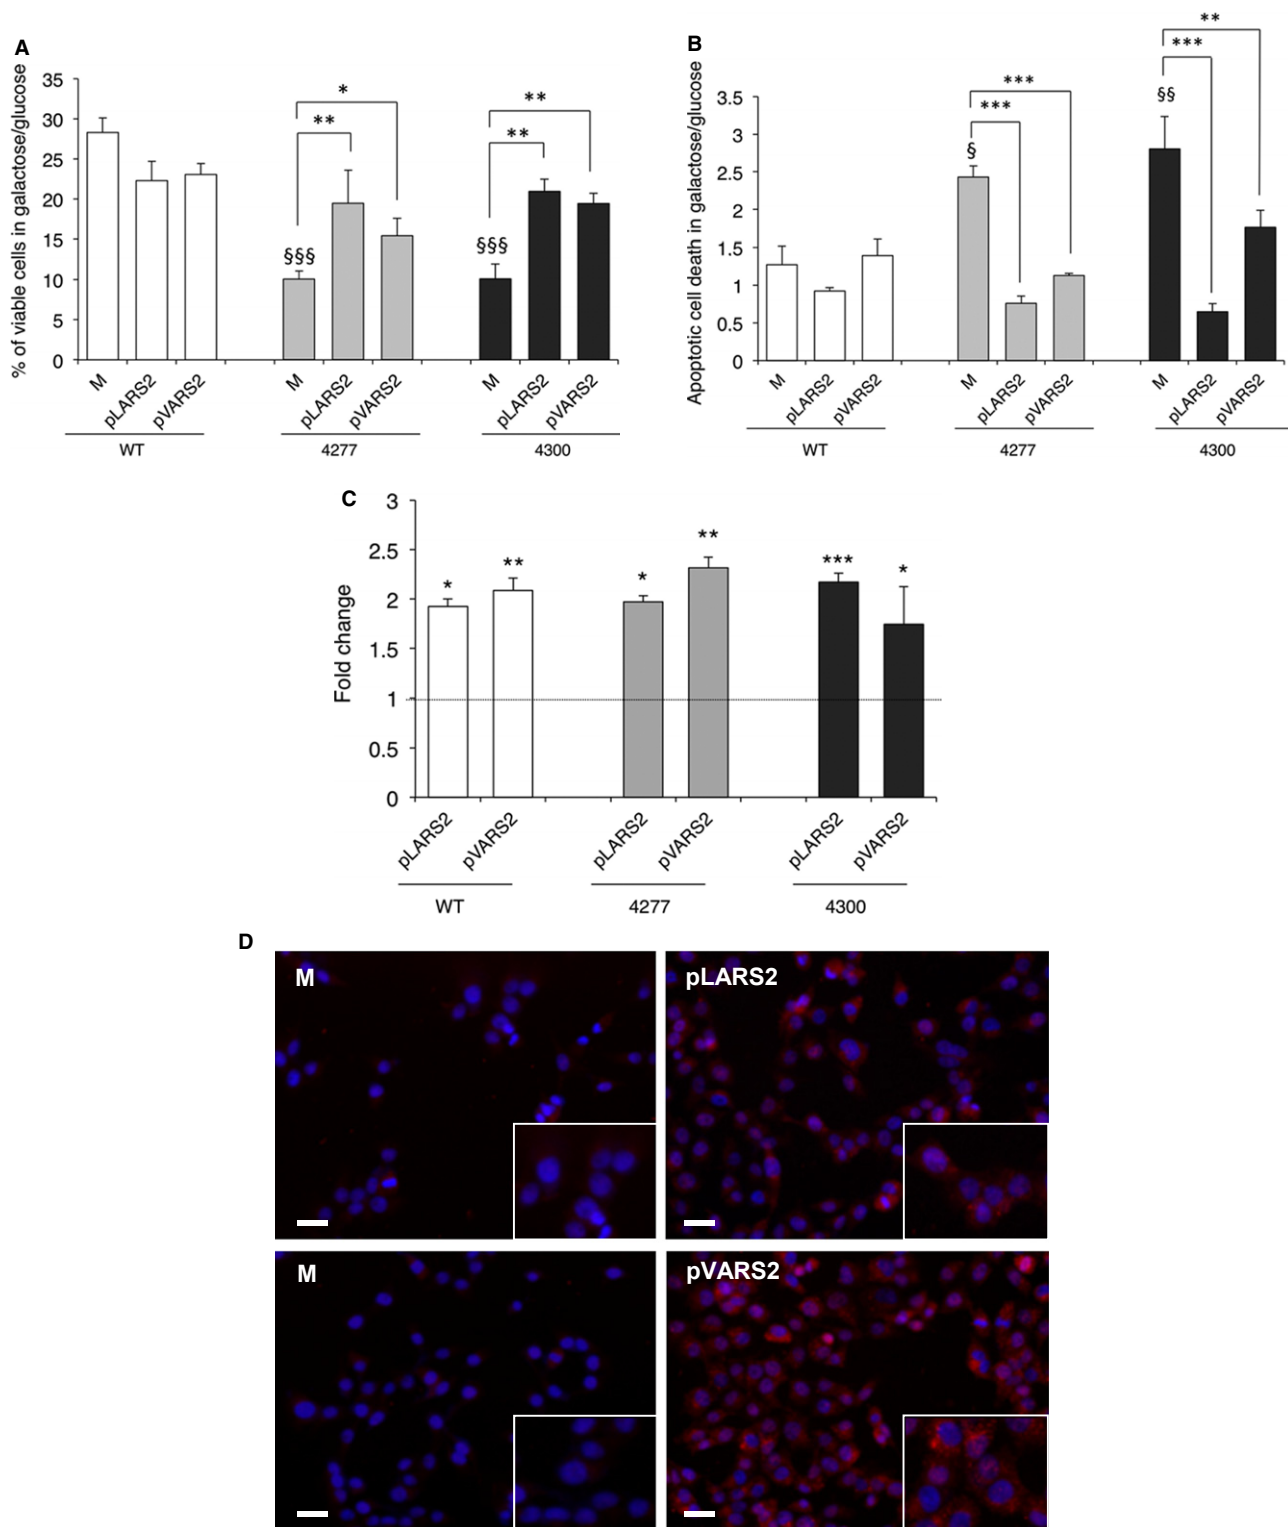 A
% of viable cells in galactose/glucose
35
30
25
20
15
10
5
0
*
**
§§§
**
**
§§§
M
pLARS2
pVARS2
M
pLARS2
pVARS2
M
pLARS2
pVARS2
WT
4277
4300
B
Apoptotic cell death in galactose/glucose
3.5
3
2.5
2
1.5
1
0.5
0
***
***
§
**
***
§§
M
pLARS2
pVARS2
M
pLARS2
pVARS2
M
pLARS2
pVARS2
WT
4277
4300
C
Fold change
3
2.5
2
1.5
1
0.5
0
*
**
*
**
***
*
pLARS2
pVARS2
pLARS2
pVARS2
pLARS2
pVARS2
WT
4277
4300
D
M
pLARS2
M
pVARS2